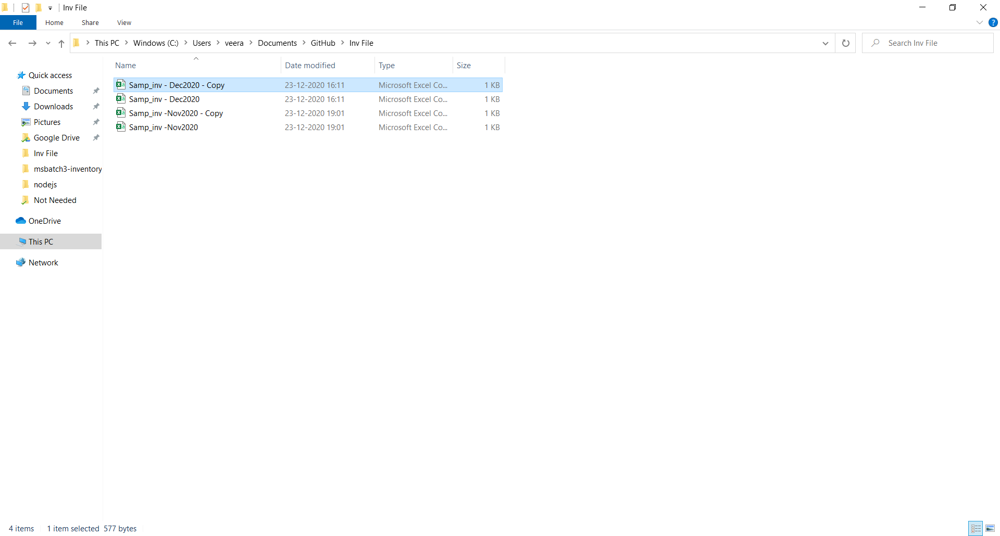 Inv File
File Home Share View
This PC Windows (C:) Users veera Documents GitHub Inv File Search Inv File
Name Date modified Type Size
Quick access
Documents
Downloads
Pictures
Google Drive
Inv File
msbatch3-inventory
nodejs
Not Needed
OneDrive
This PC
Network
Samp_inv - Dec2020 - Copy 23-12-2020 16:11 Microsoft Excel Co... 1 KB
Samp_inv - Dec2020 23-12-2020 16:11 Microsoft Excel Co... 1 KB
Samp_inv -Nov2020 - Copy 23-12-2020 19:01 Microsoft Excel Co... 1 KB
Samp_inv -Nov2020 23-12-2020 19:01 Microsoft Excel Co... 1 KB
4 items 1 item selected 577 bytes